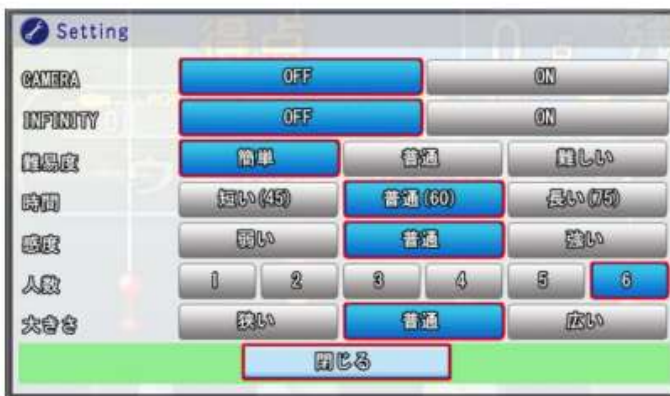 Setting
CAMERA OFF ON
INFINITY OFF ON
難易度 簡単 普通 難しい
時間 短い(45) 普通(60) 長い(75)
感度 弱い 普通 強い
人数 1 2 3 4 5 6
大きさ 狭い 普通 広い
閉じる